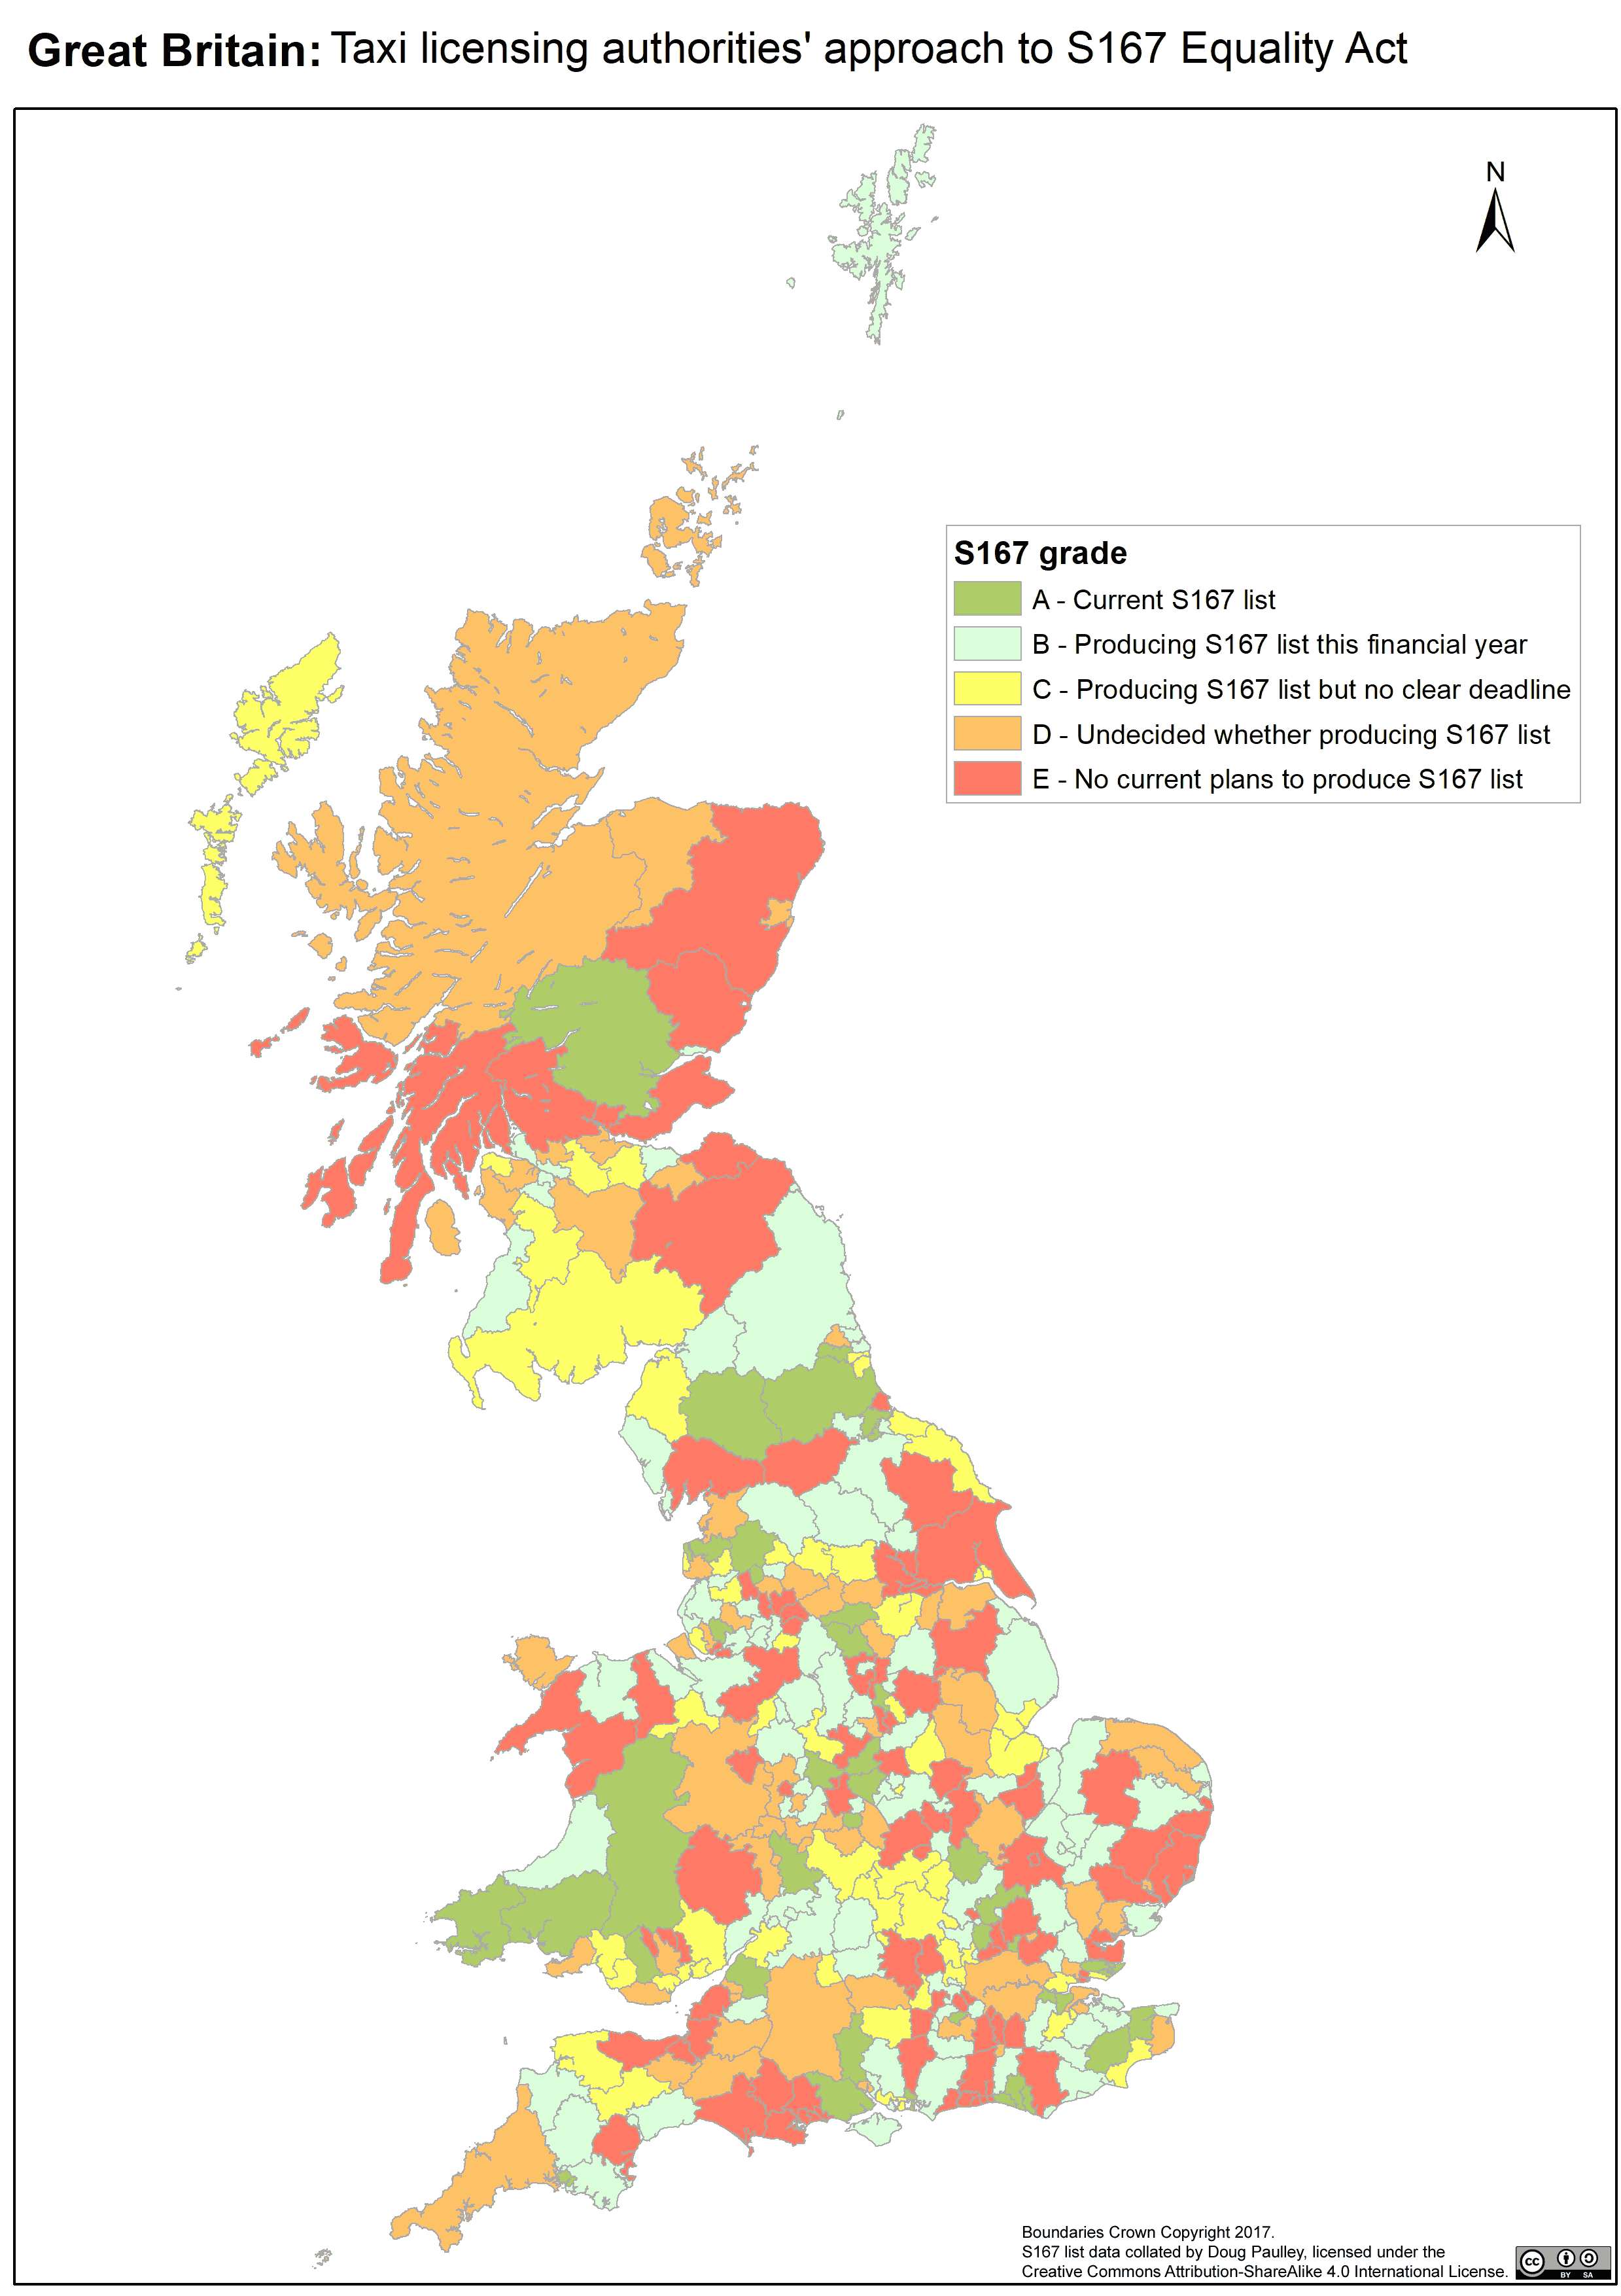 Great Britain: Taxi licensing authorities' approach to S167 Equality Act
N
S167 grade
A - Current S167 list
B - Producing S167 list this financial year
C - Producing S167 list but no clear deadline
D - Undecided whether producing S167 list
E - No current plans to produce S167 list
Boundaries Crown Copyright 2017.
S167 list data collated by Doug Paulley, licensed under the
Creative Commons Attribution-ShareAlike 4.0 International License.
cc
BY SA